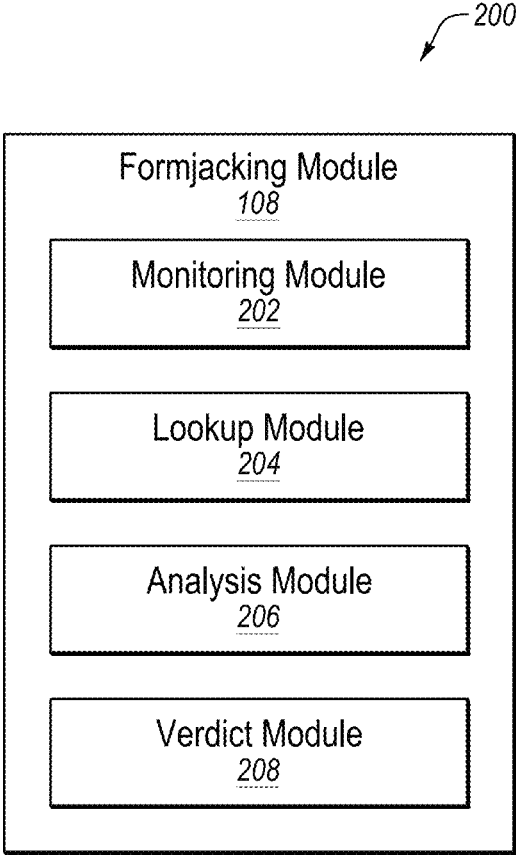 200
Formjacking Module
108
Monitoring Module
202
Lookup Module
204
Analysis Module
206
Verdict Module
208